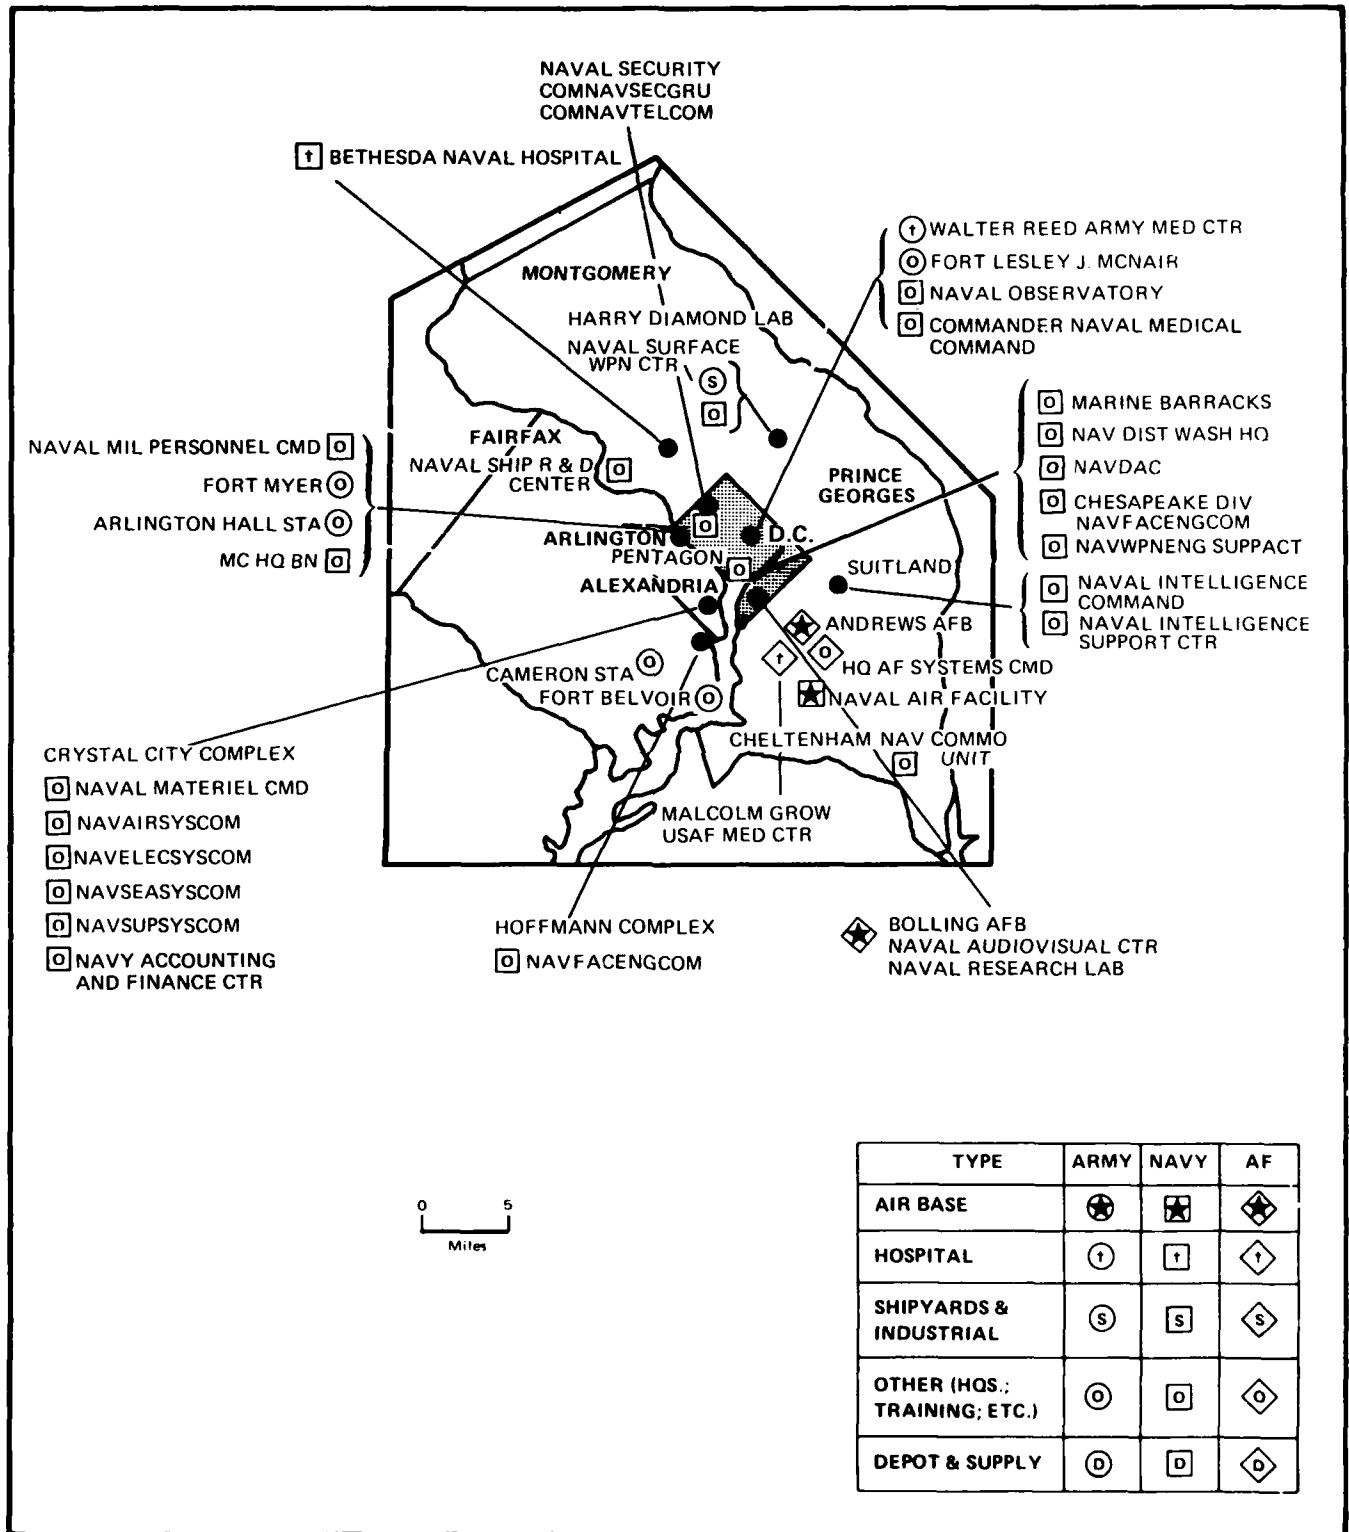 NAVAL SECURITY
COMNAVSECGRU
COMNAVTELCOM
t BETHESDA NAVAL HOSPITAL
t WALTER REED ARMY MED CTR
O FORT LESLEY J. MCNAIR
O NAVAL OBSERVATORY
O COMMANDER NAVAL MEDICAL
COMMAND
MONTGOMERY
HARRY DIAMOND LAB
NAVAL SURFACE
WPN CTR
S
O
O MARINE BARRACKS
O NAV DIST WASH HQ
O NAVDAC
O CHESAPEAKE DIV
NAVFACENGCOM
O NAVWPNENG SUPPACT
NAVAL MIL PERSONNEL CMD O
FORT MYER O
ARLINGTON HALL STA O
MC HQ BN O
FAIRFAX
NAVAL SHIP R & D O
CENTER
PRINCE
GEORGES
O
ARLINGTON
D.C.
PENTAGON
O
ALEXANDRIA
SUITLAND
O NAVAL INTELLIGENCE
COMMAND
O NAVAL INTELLIGENCE
SUPPORT CTR
ANDREWS AFB
t
O
HQ AF SYSTEMS CMD
CAMERON STA O
FORT BELVOIR O
NAVAL AIR FACILITY
CHELTENHAM NAV COMMO
UNIT
O
MALCOLM GROW
USAF MED CTR
CRYSTAL CITY COMPLEX
O NAVAL MATERIEL CMD
O NAVAIRSYSCOM
O NAVELECSYSCOM
O NAVSEASYSCOM
O NAVSUPSYSCOM
O NAVY ACCOUNTING
AND FINANCE CTR
HOFFMANN COMPLEX
O NAVFACENGCOM
BOLLING AFB
NAVAL AUDIOVISUAL CTR
NAVAL RESEARCH LAB
0 5
Miles
TYPE ARMY NAVY AF
AIR BASE
HOSPITAL t t t
SHIPYARDS &
INDUSTRIAL S S S
OTHER (HQS.;
TRAINING; ETC.) O O O
DEPOT & SUPPLY D D D